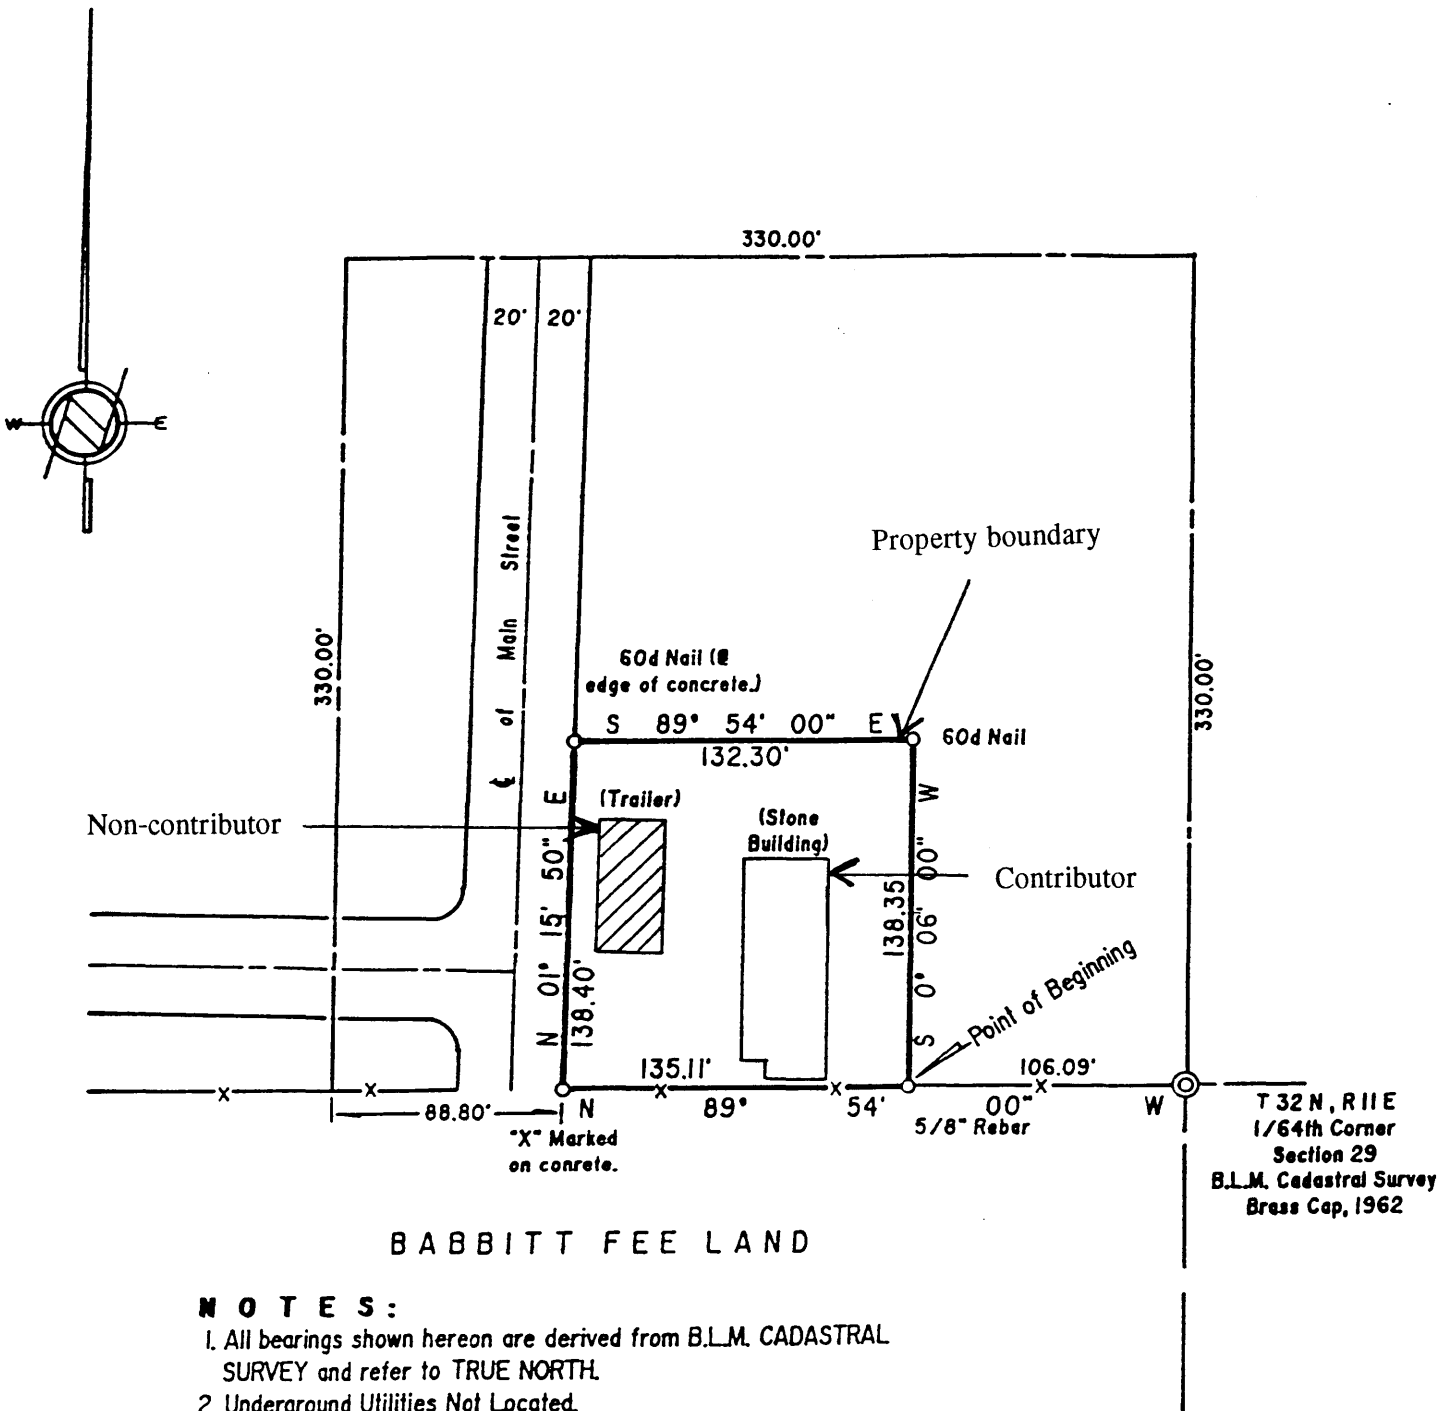 330.00'
20' 20'
W E
Property boundary
℄ of Main Street
330.00'
330.00'
60d Nail (@
edge of concrete.)
S 89° 54' 00" E
132.30'
60d Nail
Non-contributor
(Trailer)
(Stone
Building)
Contributor
N 01° 15' 50" E
138.40'
S 0° 06' 00" W
138.35
Point of Beginning
135.11'
106.09'
88.80'
N 89° 54' 00" W
"X" Marked
on conrete.
5/8" Rebar
T 32 N, R 11 E
1/64th Corner
Section 29
B.L.M. Cadastral Survey
Brass Cap, 1962
BABBITT FEE LAND
NOTES:
1. All bearings shown hereon are derived from B.L.M. CADASTRAL
SURVEY and refer to TRUE NORTH.
2. Underground Utilities Not Located.